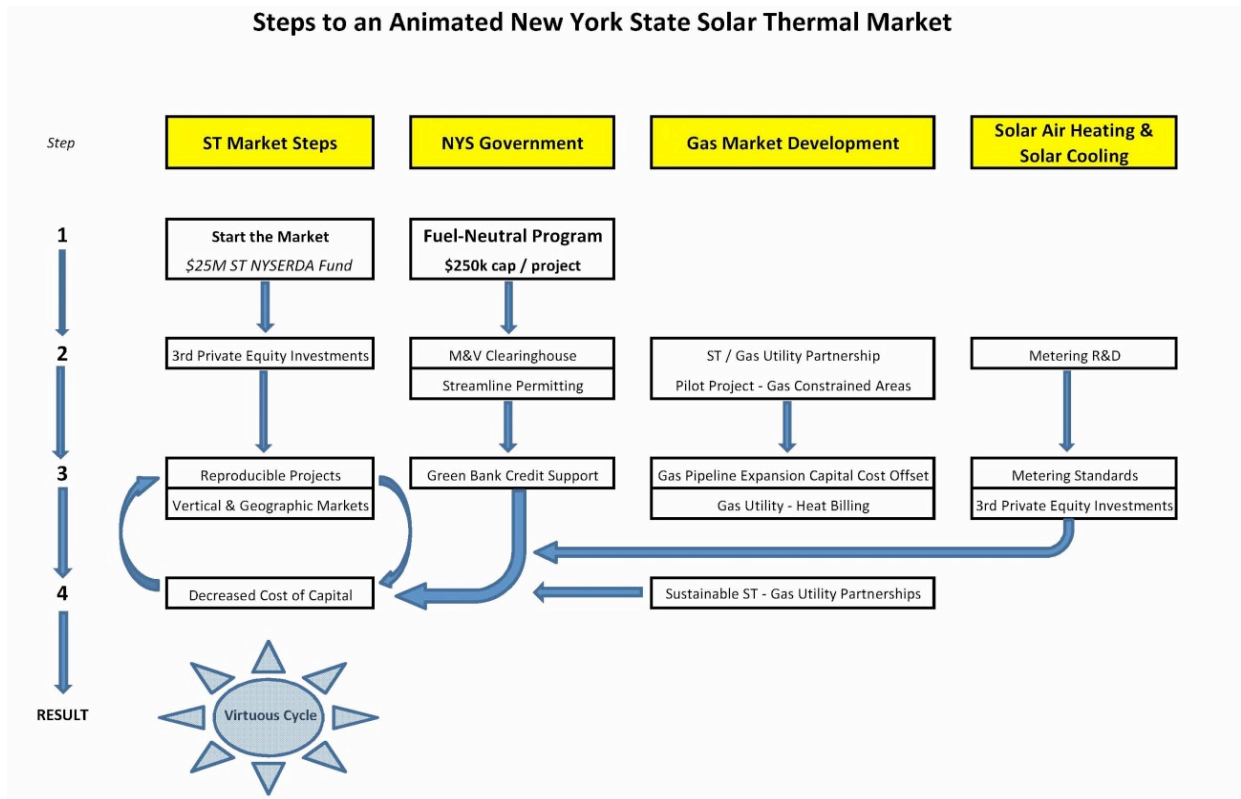 Steps to an Animated New York State Solar Thermal Market
Step
ST Market Steps
NYS Government
Gas Market Development
Solar Air Heating &
Solar Cooling
1
Start the Market
$25M ST NYSERDA Fund
Fuel-Neutral Program
$250k cap / project
2
3rd Private Equity Investments
M&V Clearinghouse
Streamline Permitting
ST / Gas Utility Partnership
Pilot Project - Gas Constrained Areas
Metering R&D
3
Reproducible Projects
Vertical & Geographic Markets
Green Bank Credit Support
Gas Pipeline Expansion Capital Cost Offset
Gas Utility - Heat Billing
Metering Standards
3rd Private Equity Investments
4
Decreased Cost of Capital
Sustainable ST - Gas Utility Partnerships
RESULT
Virtuous Cycle